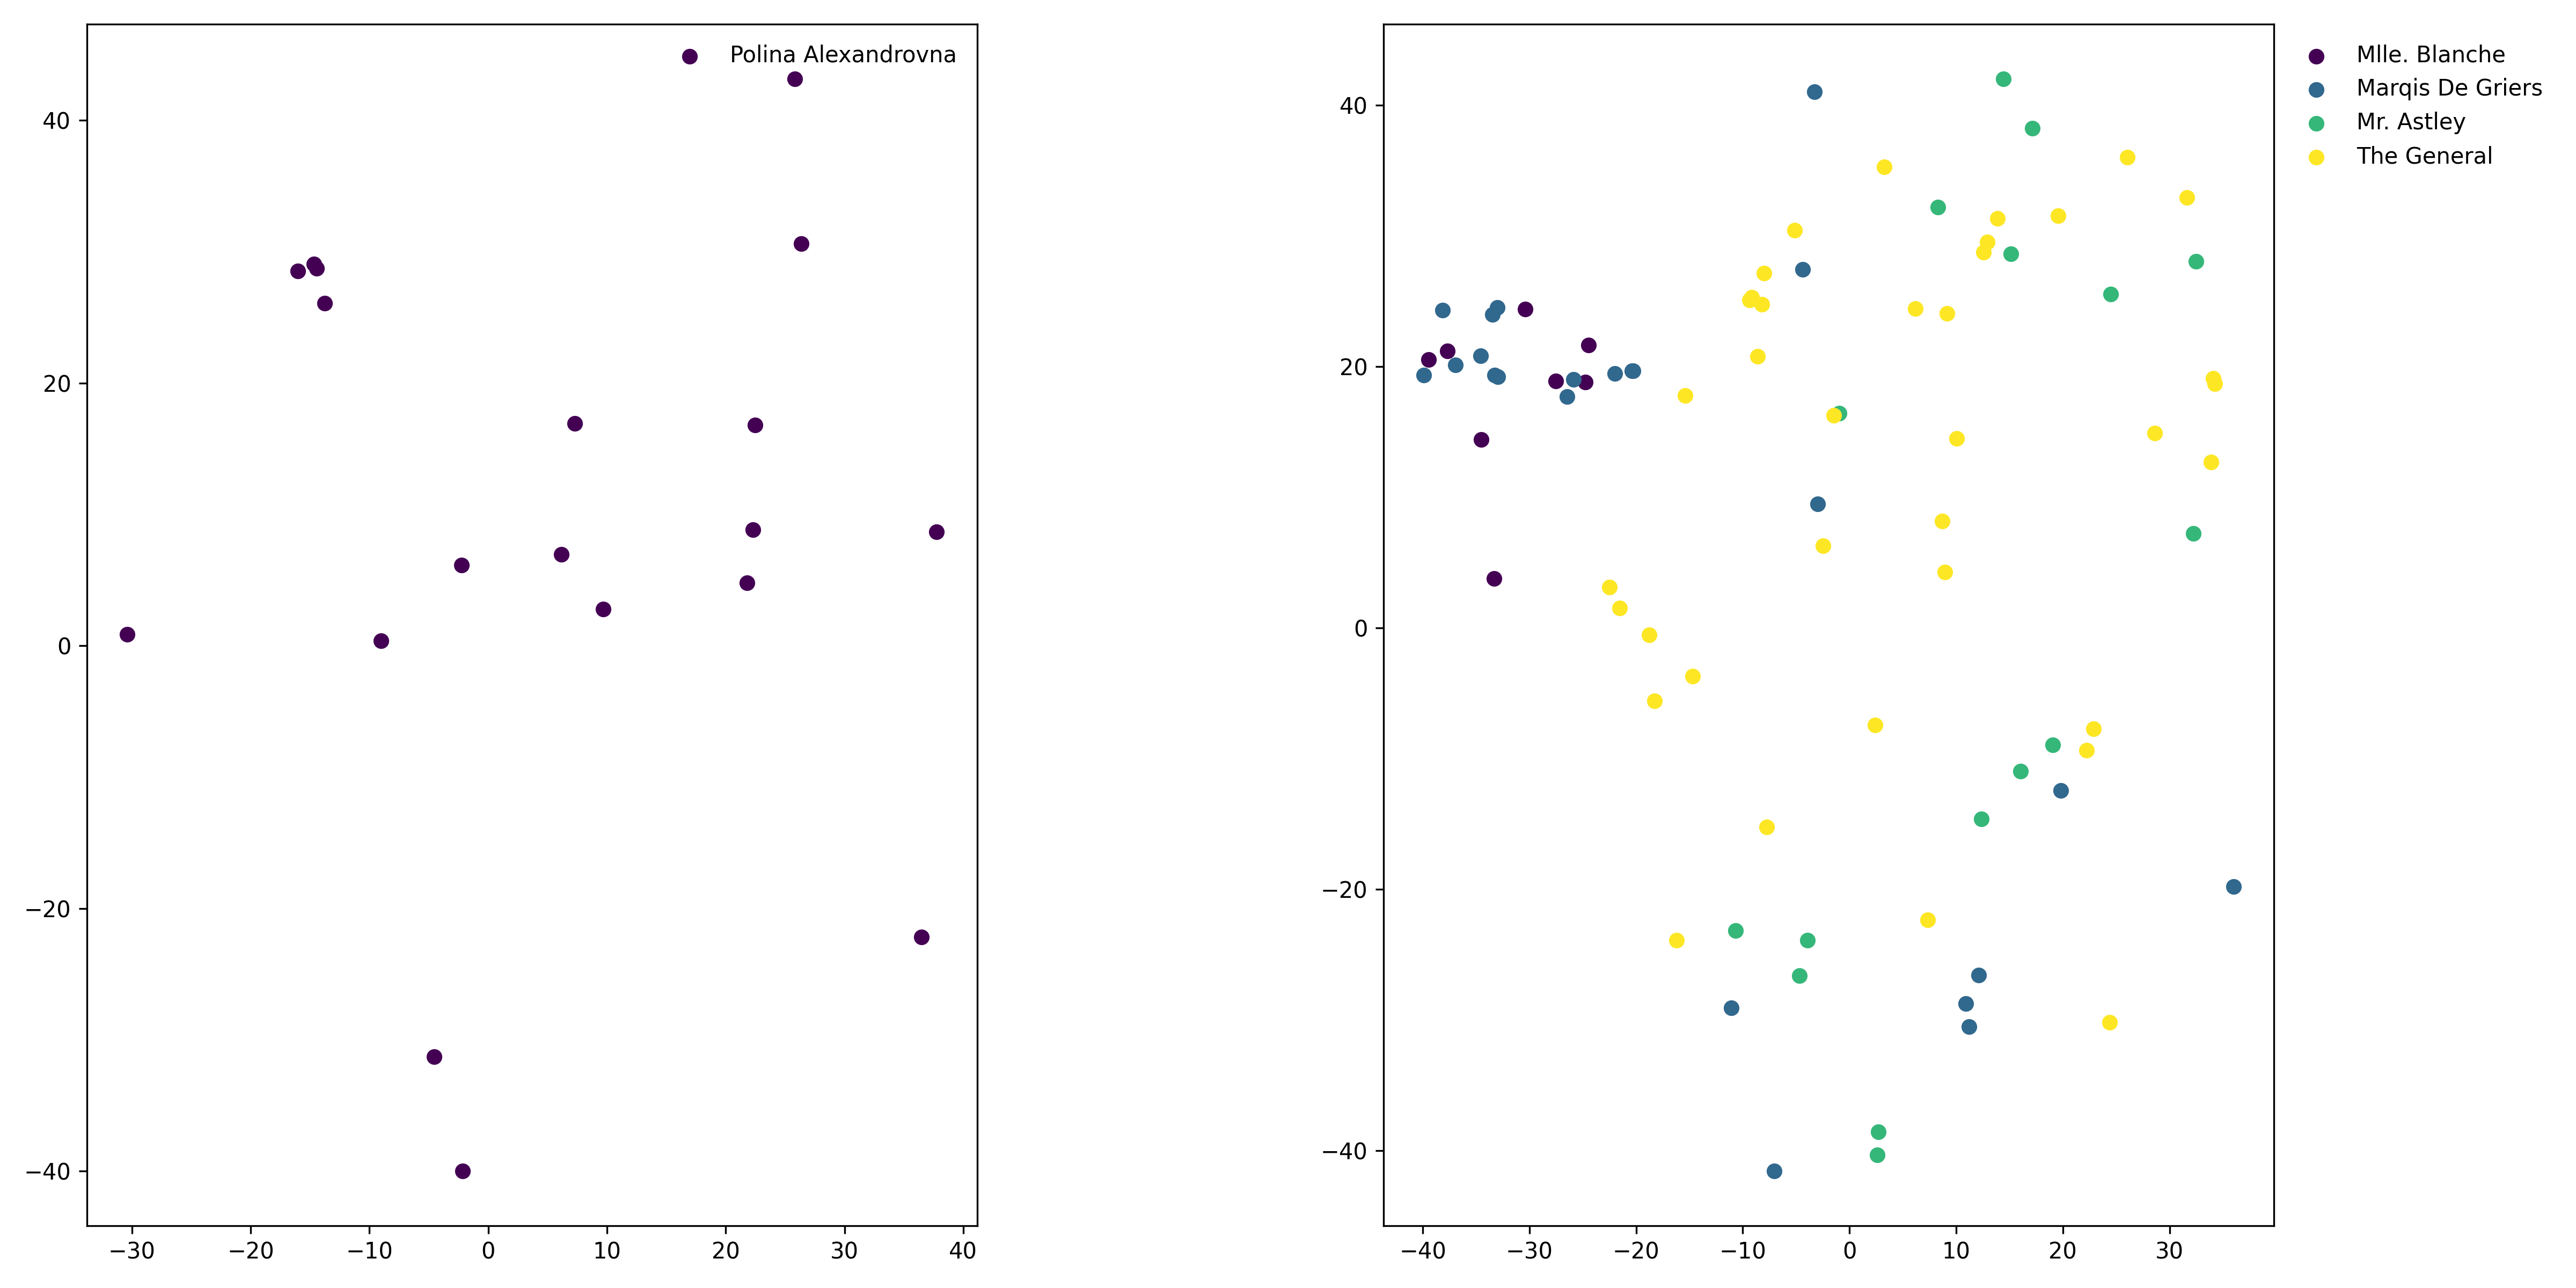 Polina Alexandrovna
40
20
0
−20
−40
−30 −20 −10 0 10 20 30 40
Mlle. Blanche
Marqis De Griers
Mr. Astley
The General
40
20
0
−20
−40
−40 −30 −20 −10 0 10 20 30